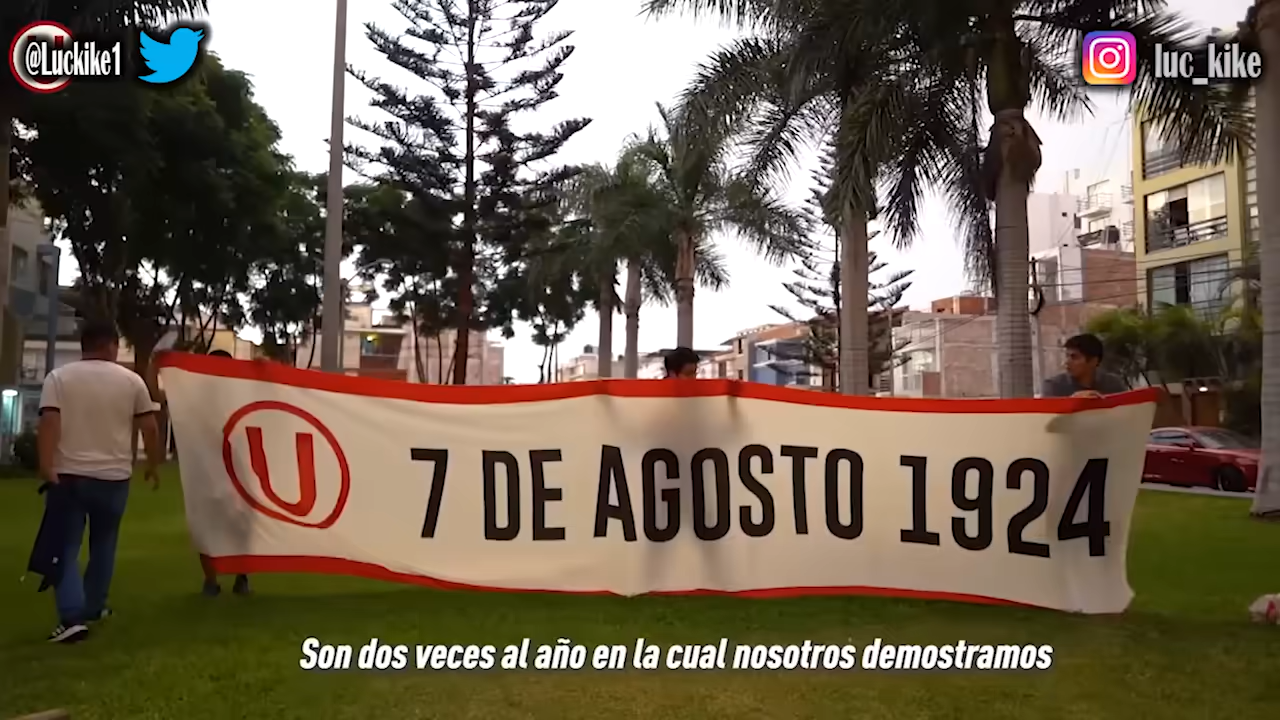 @Luckike1
luc_kike
U 7 DE AGOSTO 1924
Son dos veces al año en la cual nosotros demostramos